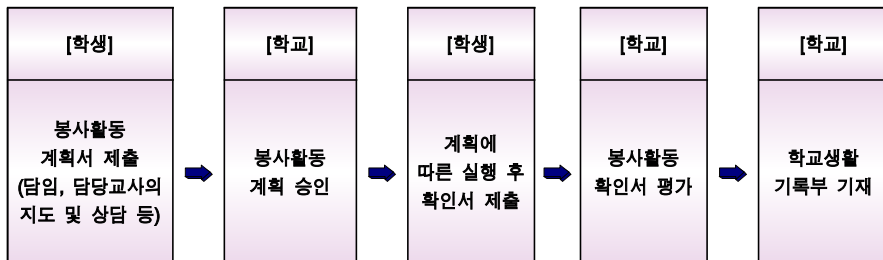 [학생]
봉사활동
계획서 제출
(담임, 담당교사의
지도 및 상담 등)
[학교]
봉사활동
계획 승인
[학생]
계획에
따른 실행 후
확인서 제출
[학교]
봉사활동
확인서 평가
[학교]
학교생활
기록부 기재